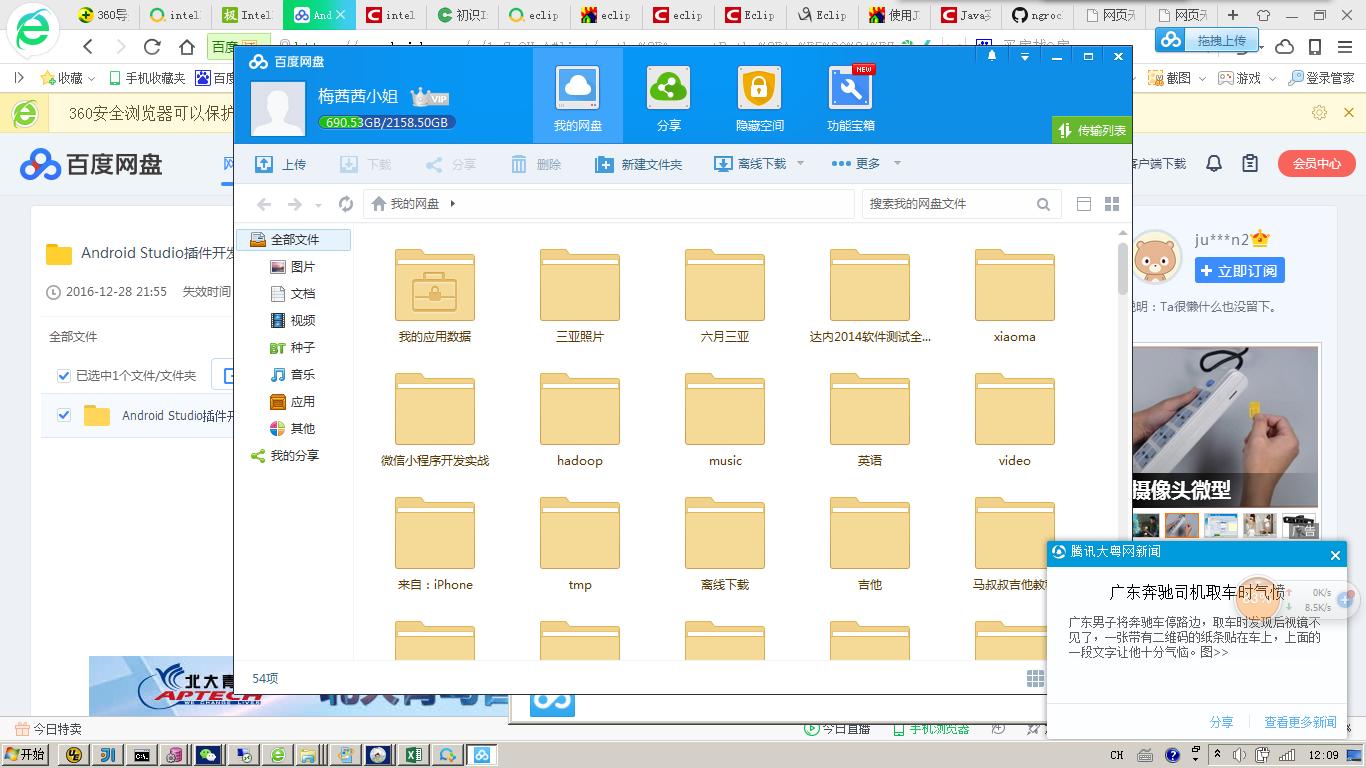 360导
intel
Intel
And
intel
初识I
eclip
eclip
eclip
Eclip
Eclip
使用J
Java
ngroc
网页
网页
百度
拖拽上传
收藏
手机收藏夹
百度
截图
游戏
登录管家
360安全浏览器可以保护
百度网盘
梅茜茜小姐
VIP
690.53GB/2158.50GB
我的网盘
分享
隐藏空间
NEW
功能宝箱
传输列表
百度网盘
网
客户端下载
会员中心
上传
下载
分享
删除
新建文件夹
离线下载
更多
我的网盘
搜索我的网盘文件
Android Studio插件开发
2016-12-28 21:55
失效时间
全部文件
已选中1个文件/文件夹
Android Studio插件开
全部文件
图片
文档
视频
BT 种子
音乐
应用
其他
我的分享
我的应用数据
三亚照片
六月三亚
达内2014软件测试全...
xiaoma
微信小程序开发实战
hadoop
music
英语
video
来自：iPhone
tmp
离线下载
吉他
马叔叔吉他教
54项
ju***n2
立即订阅
说明：Ta很懒什么也没留下。
摄像头微型
广告
腾讯大粤网新闻
广东奔驰司机取车时气愤
广东男子将奔驰车停路边，取车时发现后视镜不
见了，一张带有二维码的纸条贴在车上，上面的
一段文字让他十分气恼。图>>
0K/s
8.5K/s
分享
查看更多新闻
北大青
APTECH
WE CHANGE LIVES
今日特卖
今日直播
手机浏览器
开始
CH
12:09